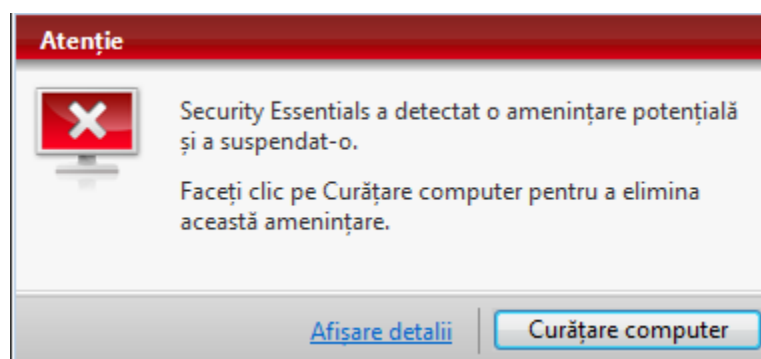 Atenție
Security Essentials a detectat o amenințare potențială
și a suspendat-o.
Faceți clic pe Curățare computer pentru a elimina
această amenințare.
Afișare detalii
Curățare computer